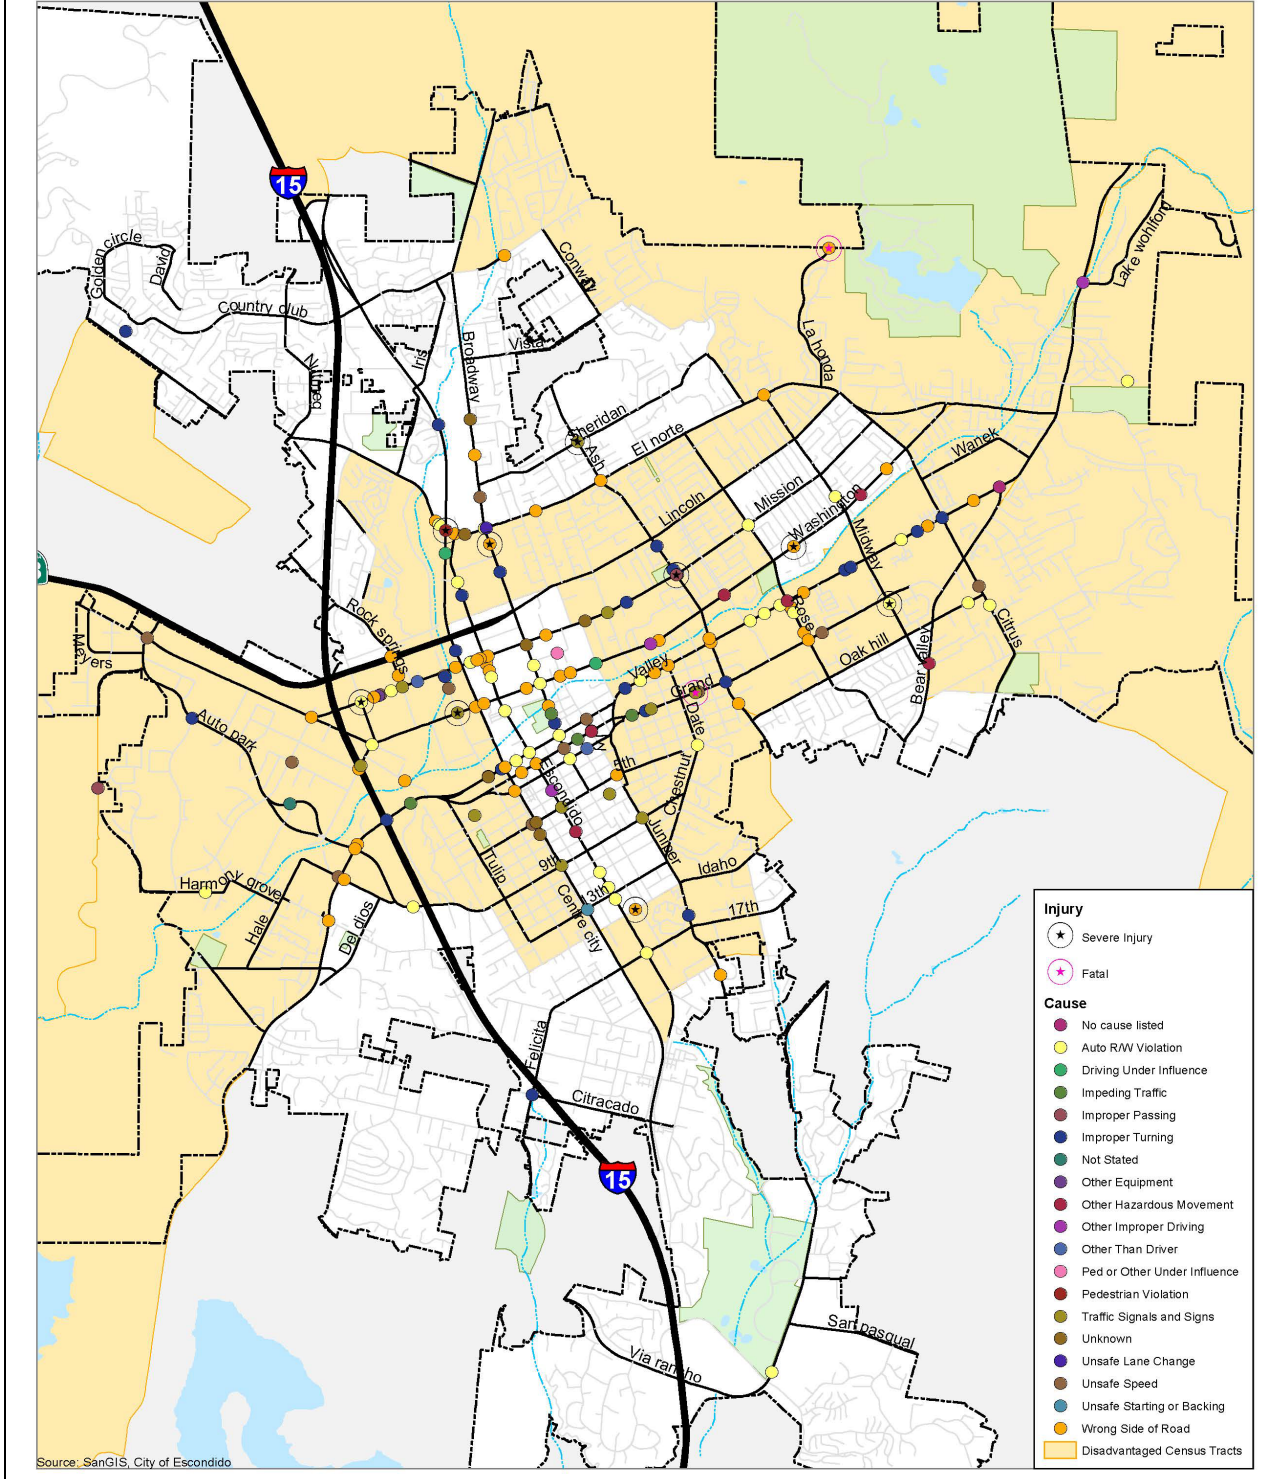 15
Golden circle
David
Country club
Nutmeg
Iris
Broadway
Conway
Vista
La honda
Lake wohlford
Sheridan
Ash
El norte
Wanek
Lincoln
Mission
Washington
Midway
Rock springs
Meyers
Rose
Citrus
Oak hill
Bear valley
Valley
Grand
Date
Auto park
Escondido
5th
Chestnut
Juniper
Tulip
9th
Idaho
Harmony grove
Hale
Del dios
Centre city
13th
17th
Felicita
Citracado
15
San pasqual
Via rancho
Injury
Severe Injury
Fatal
Cause
No cause listed
Auto R/W Violation
Driving Under Influence
Impeding Traffic
Improper Passing
Improper Turning
Not Stated
Other Equipment
Other Hazardous Movement
Other Improper Driving
Other Than Driver
Ped or Other Under Influence
Pedestrian Violation
Traffic Signals and Signs
Unknown
Unsafe Lane Change
Unsafe Speed
Unsafe Starting or Backing
Wrong Side of Road
Disadvantaged Census Tracts
Source: SanGIS, City of Escondido